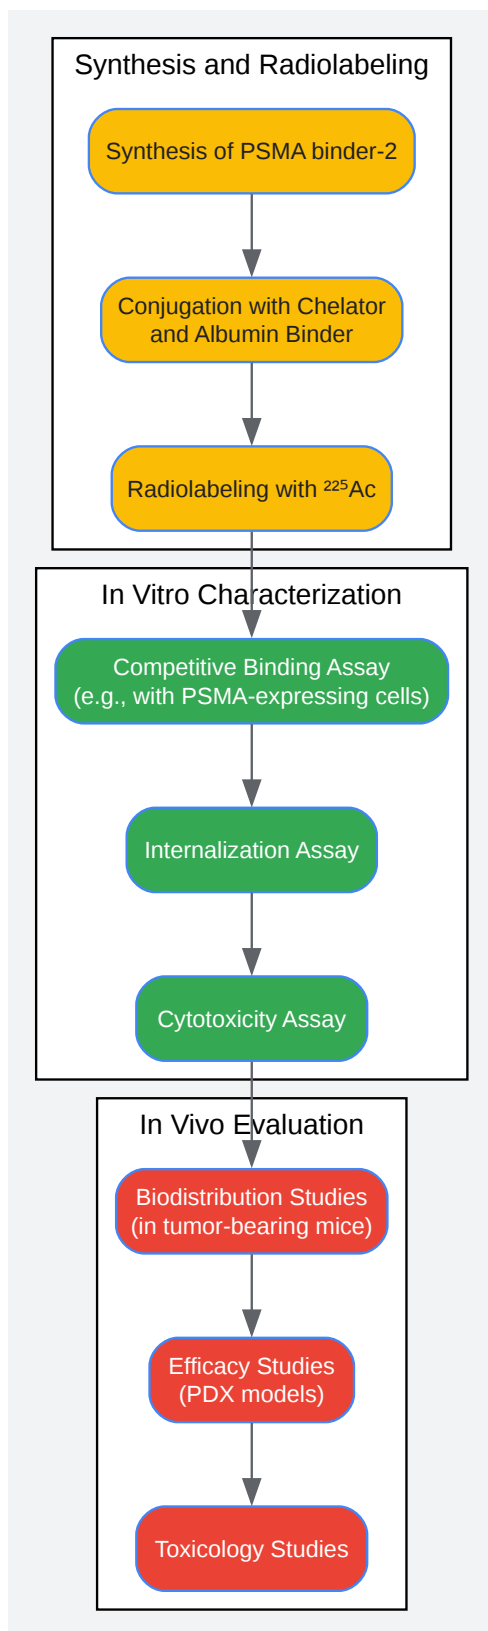 Synthesis and Radiolabeling
Synthesis of PSMA binder-2
Conjugation with Chelator
and Albumin Binder
Radiolabeling with ²²⁵Ac
In Vitro Characterization
Competitive Binding Assay
(e.g., with PSMA-expressing cells)
Internalization Assay
Cytotoxicity Assay
In Vivo Evaluation
Biodistribution Studies
(in tumor-bearing mice)
Efficacy Studies
(PDX models)
Toxicology Studies